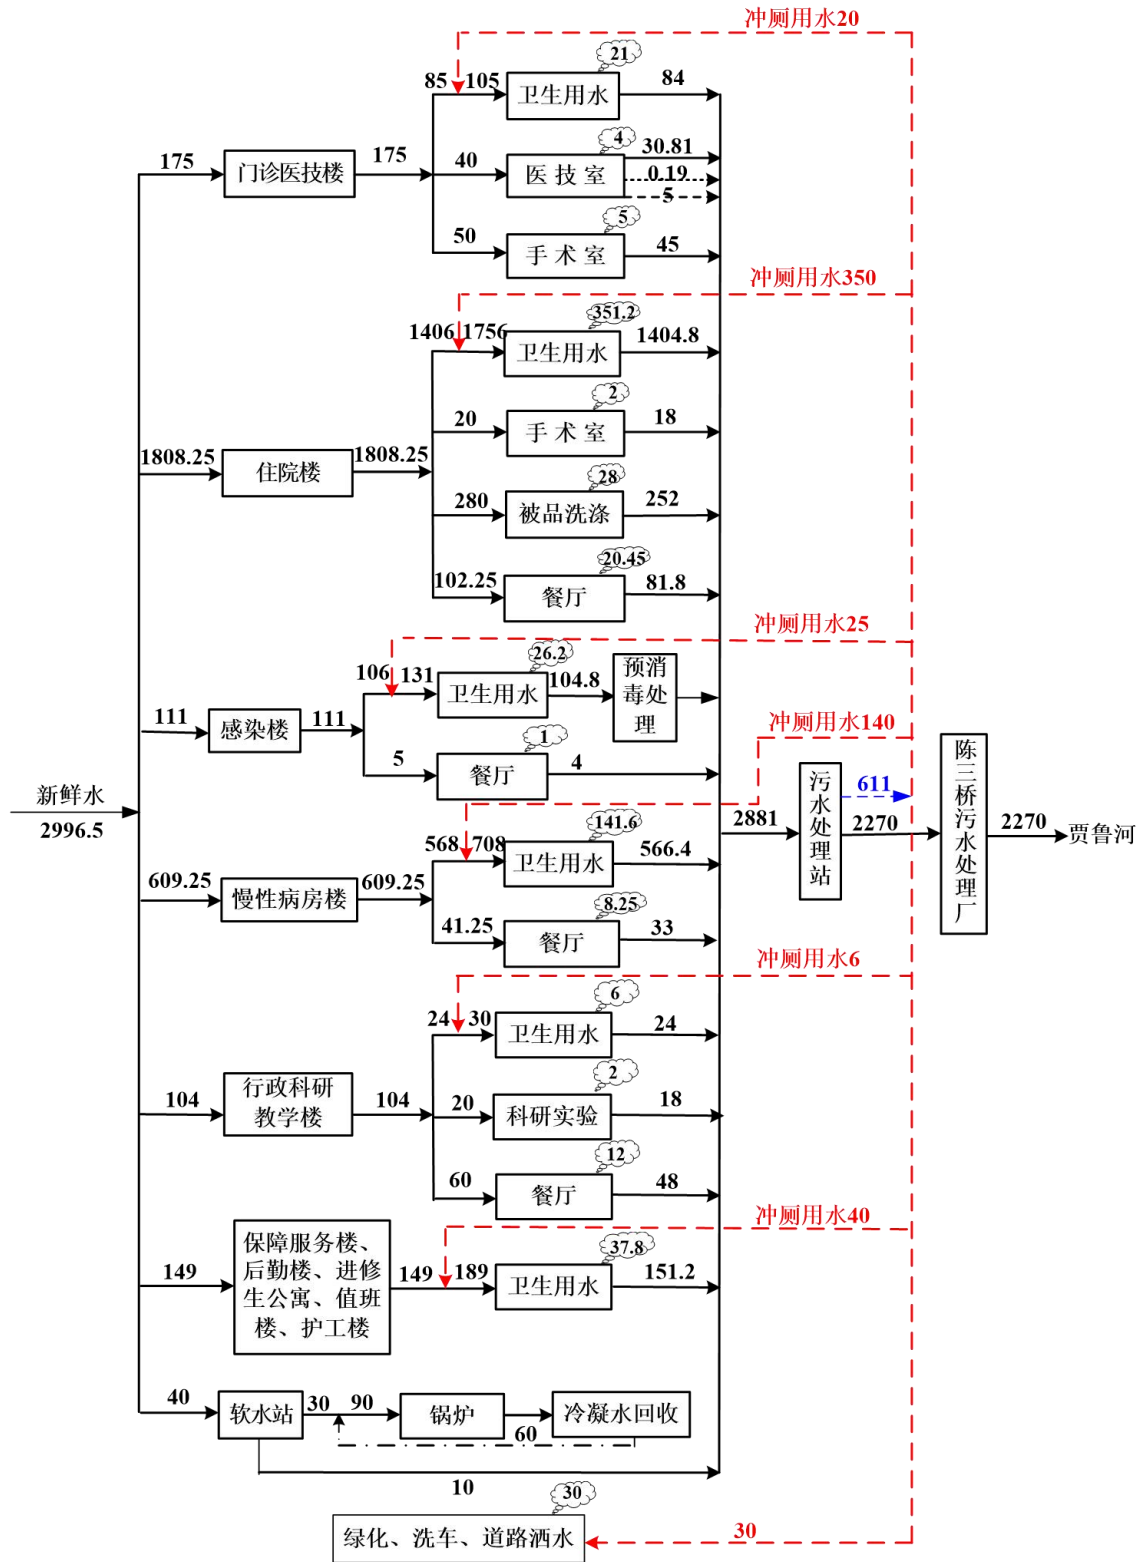 冲厕用水20
21
85 105 卫生用水 84
4
175 门诊医技楼 175 40 医技室 30.81
0.19
5
5
50 手术室 45
冲厕用水350
351.2
1406 1756 卫生用水 1404.8
2
20 手术室 18
1808.25 住院楼 1808.25
28
280 被品洗涤 252
20.45
102.25 餐厅 81.8
冲厕用水25
26.2
106 131 卫生用水 104.8 预消
毒处
理
111 感染楼 111
冲厕用水140
1
5 餐厅 4
新鲜水
2996.5
污水处理站
611
2881 2270
陈三桥污水处理厂
2270 贾鲁河
141.6
568 708 卫生用水 566.4
609.25 慢性病房楼 609.25
8.25
41.25 餐厅 33
冲厕用水6
6
24 30 卫生用水 24
2
104 行政科研
教学楼 104 20 科研实验 18
12
60 餐厅 48
冲厕用水40
37.8
149 保障服务楼、
后勤楼、进修
生公寓、值班
楼、护工楼
149 189 卫生用水 151.2
40 软水站 30 90 锅炉 冷凝水回收
60
10
30
绿化、洗车、道路洒水 30